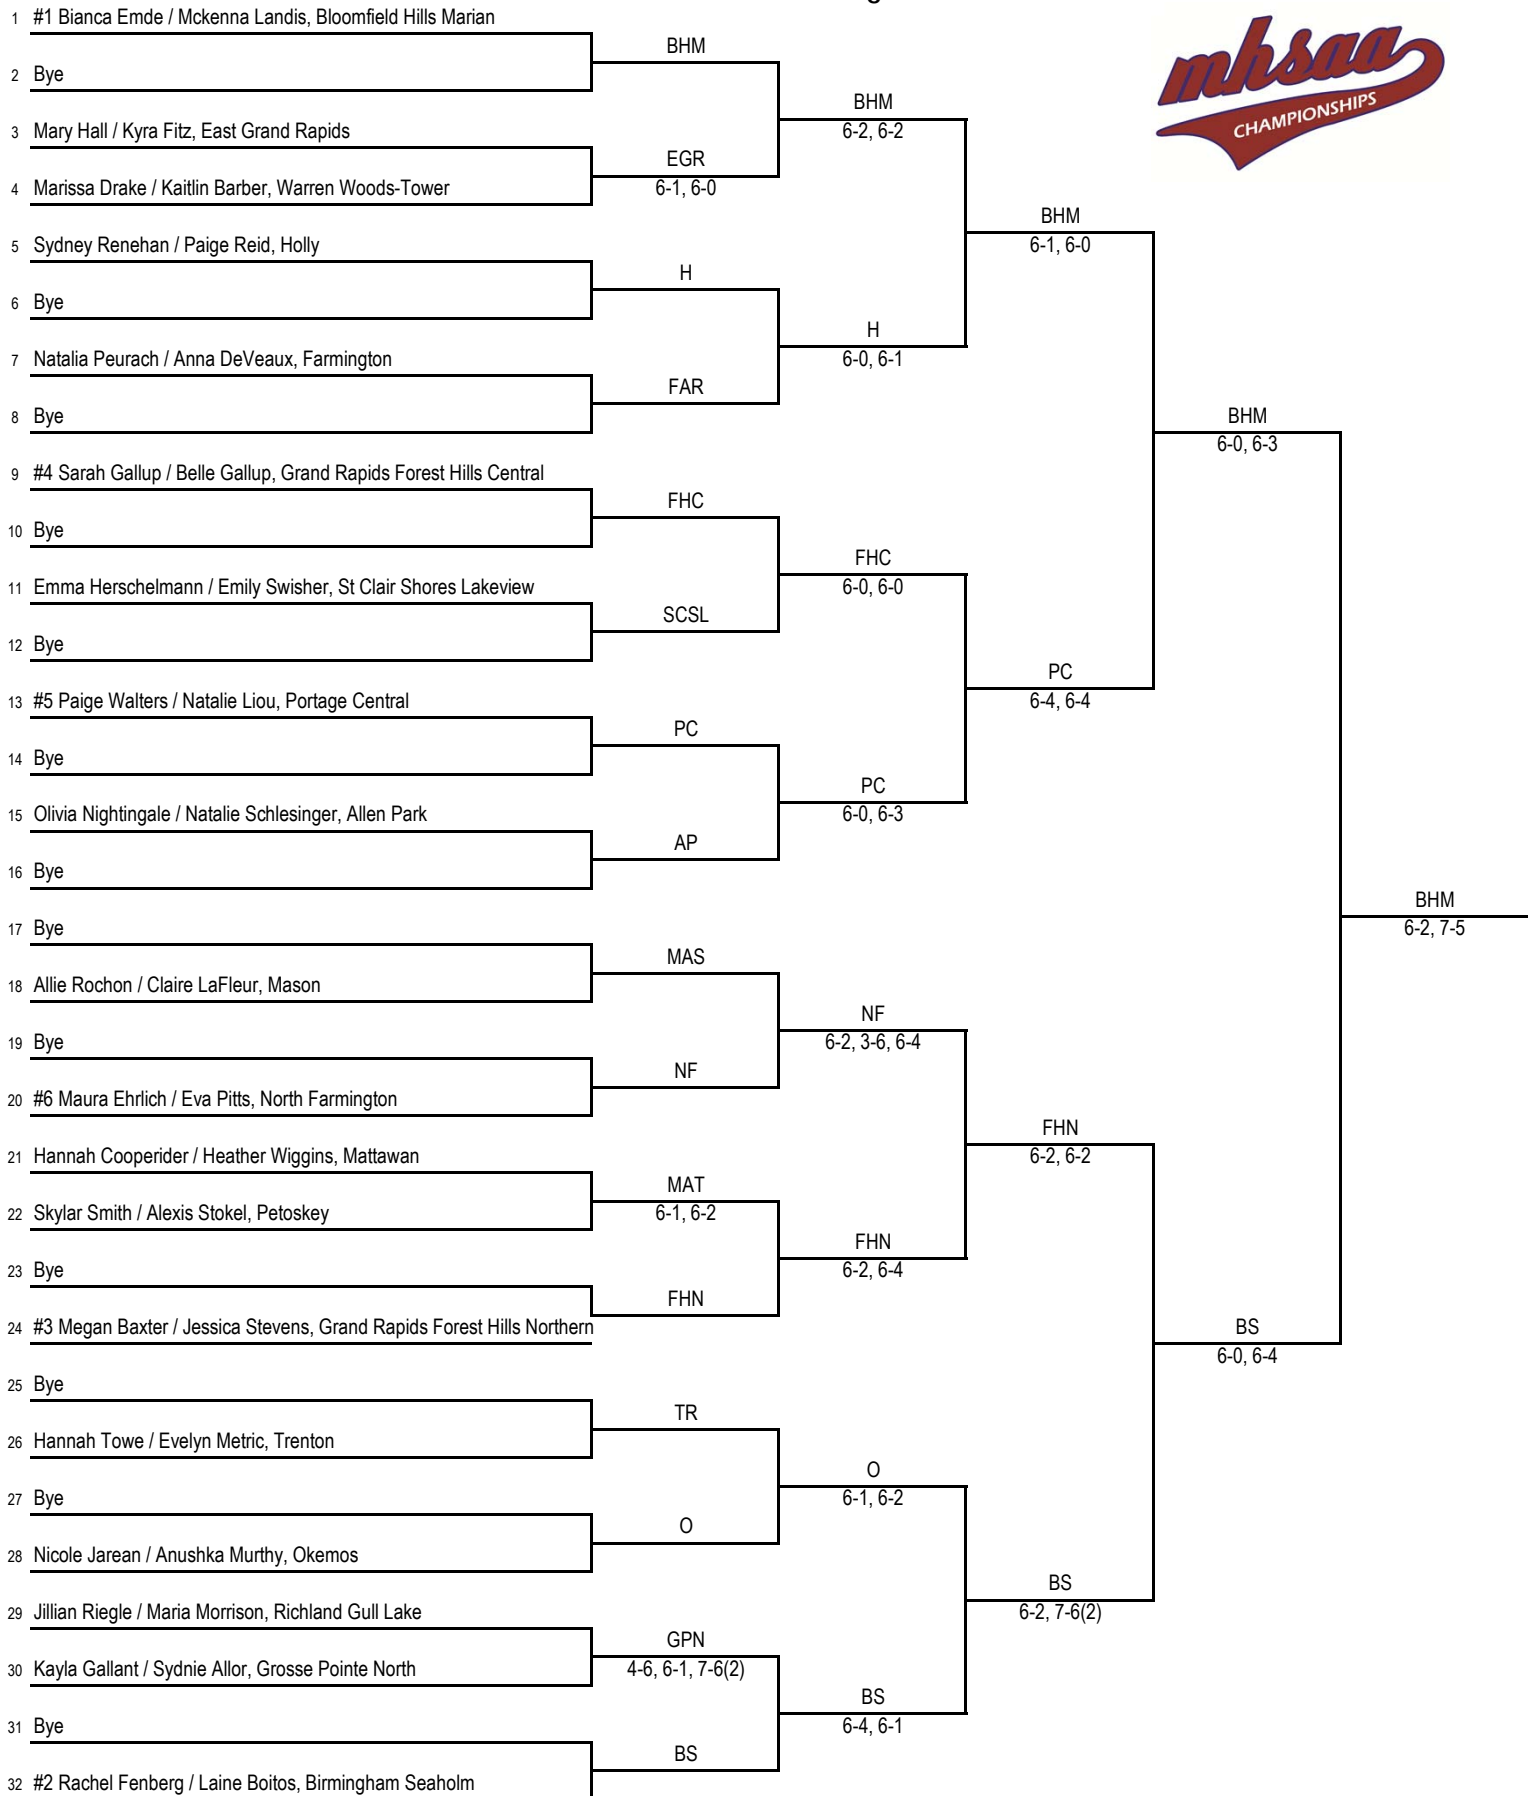 1 #1 Bianca Emde / Mckenna Landis, Bloomfield Hills Marian
BHM
2 Bye
BHM
6-2, 6-2
3 Mary Hall / Kyra Fitz, East Grand Rapids
EGR
6-1, 6-0
4 Marissa Drake / Kaitlin Barber, Warren Woods-Tower
BHM
6-1, 6-0
5 Sydney Renehan / Paige Reid, Holly
H
6 Bye
H
6-0, 6-1
7 Natalia Peurach / Anna DeVeaux, Farmington
FAR
8 Bye
BHM
6-0, 6-3
9 #4 Sarah Gallup / Belle Gallup, Grand Rapids Forest Hills Central
FHC
10 Bye
FHC
6-0, 6-0
11 Emma Herschelmann / Emily Swisher, St Clair Shores Lakeview
SCSL
12 Bye
PC
6-4, 6-4
13 #5 Paige Walters / Natalie Liou, Portage Central
PC
14 Bye
PC
6-0, 6-3
15 Olivia Nightingale / Natalie Schlesinger, Allen Park
AP
16 Bye
BHM
6-2, 7-5
17 Bye
MAS
18 Allie Rochon / Claire LaFleur, Mason
NF
6-2, 3-6, 6-4
19 Bye
NF
20 #6 Maura Ehrlich / Eva Pitts, North Farmington
FHN
6-2, 6-2
21 Hannah Cooperider / Heather Wiggins, Mattawan
MAT
6-1, 6-2
22 Skylar Smith / Alexis Stokel, Petoskey
FHN
6-2, 6-4
23 Bye
FHN
24 #3 Megan Baxter / Jessica Stevens, Grand Rapids Forest Hills Northern
BS
6-0, 6-4
25 Bye
TR
26 Hannah Towe / Evelyn Metric, Trenton
O
6-1, 6-2
27 Bye
O
28 Nicole Jarean / Anushka Murthy, Okemos
BS
6-2, 7-6(2)
29 Jillian Riegle / Maria Morrison, Richland Gull Lake
GPN
4-6, 6-1, 7-6(2)
30 Kayla Gallant / Sydnie Allor, Grosse Pointe North
BS
6-4, 6-1
31 Bye
BS
32 #2 Rachel Fenberg / Laine Boitos, Birmingham Seaholm
mhsaa
CHAMPIONSHIPS